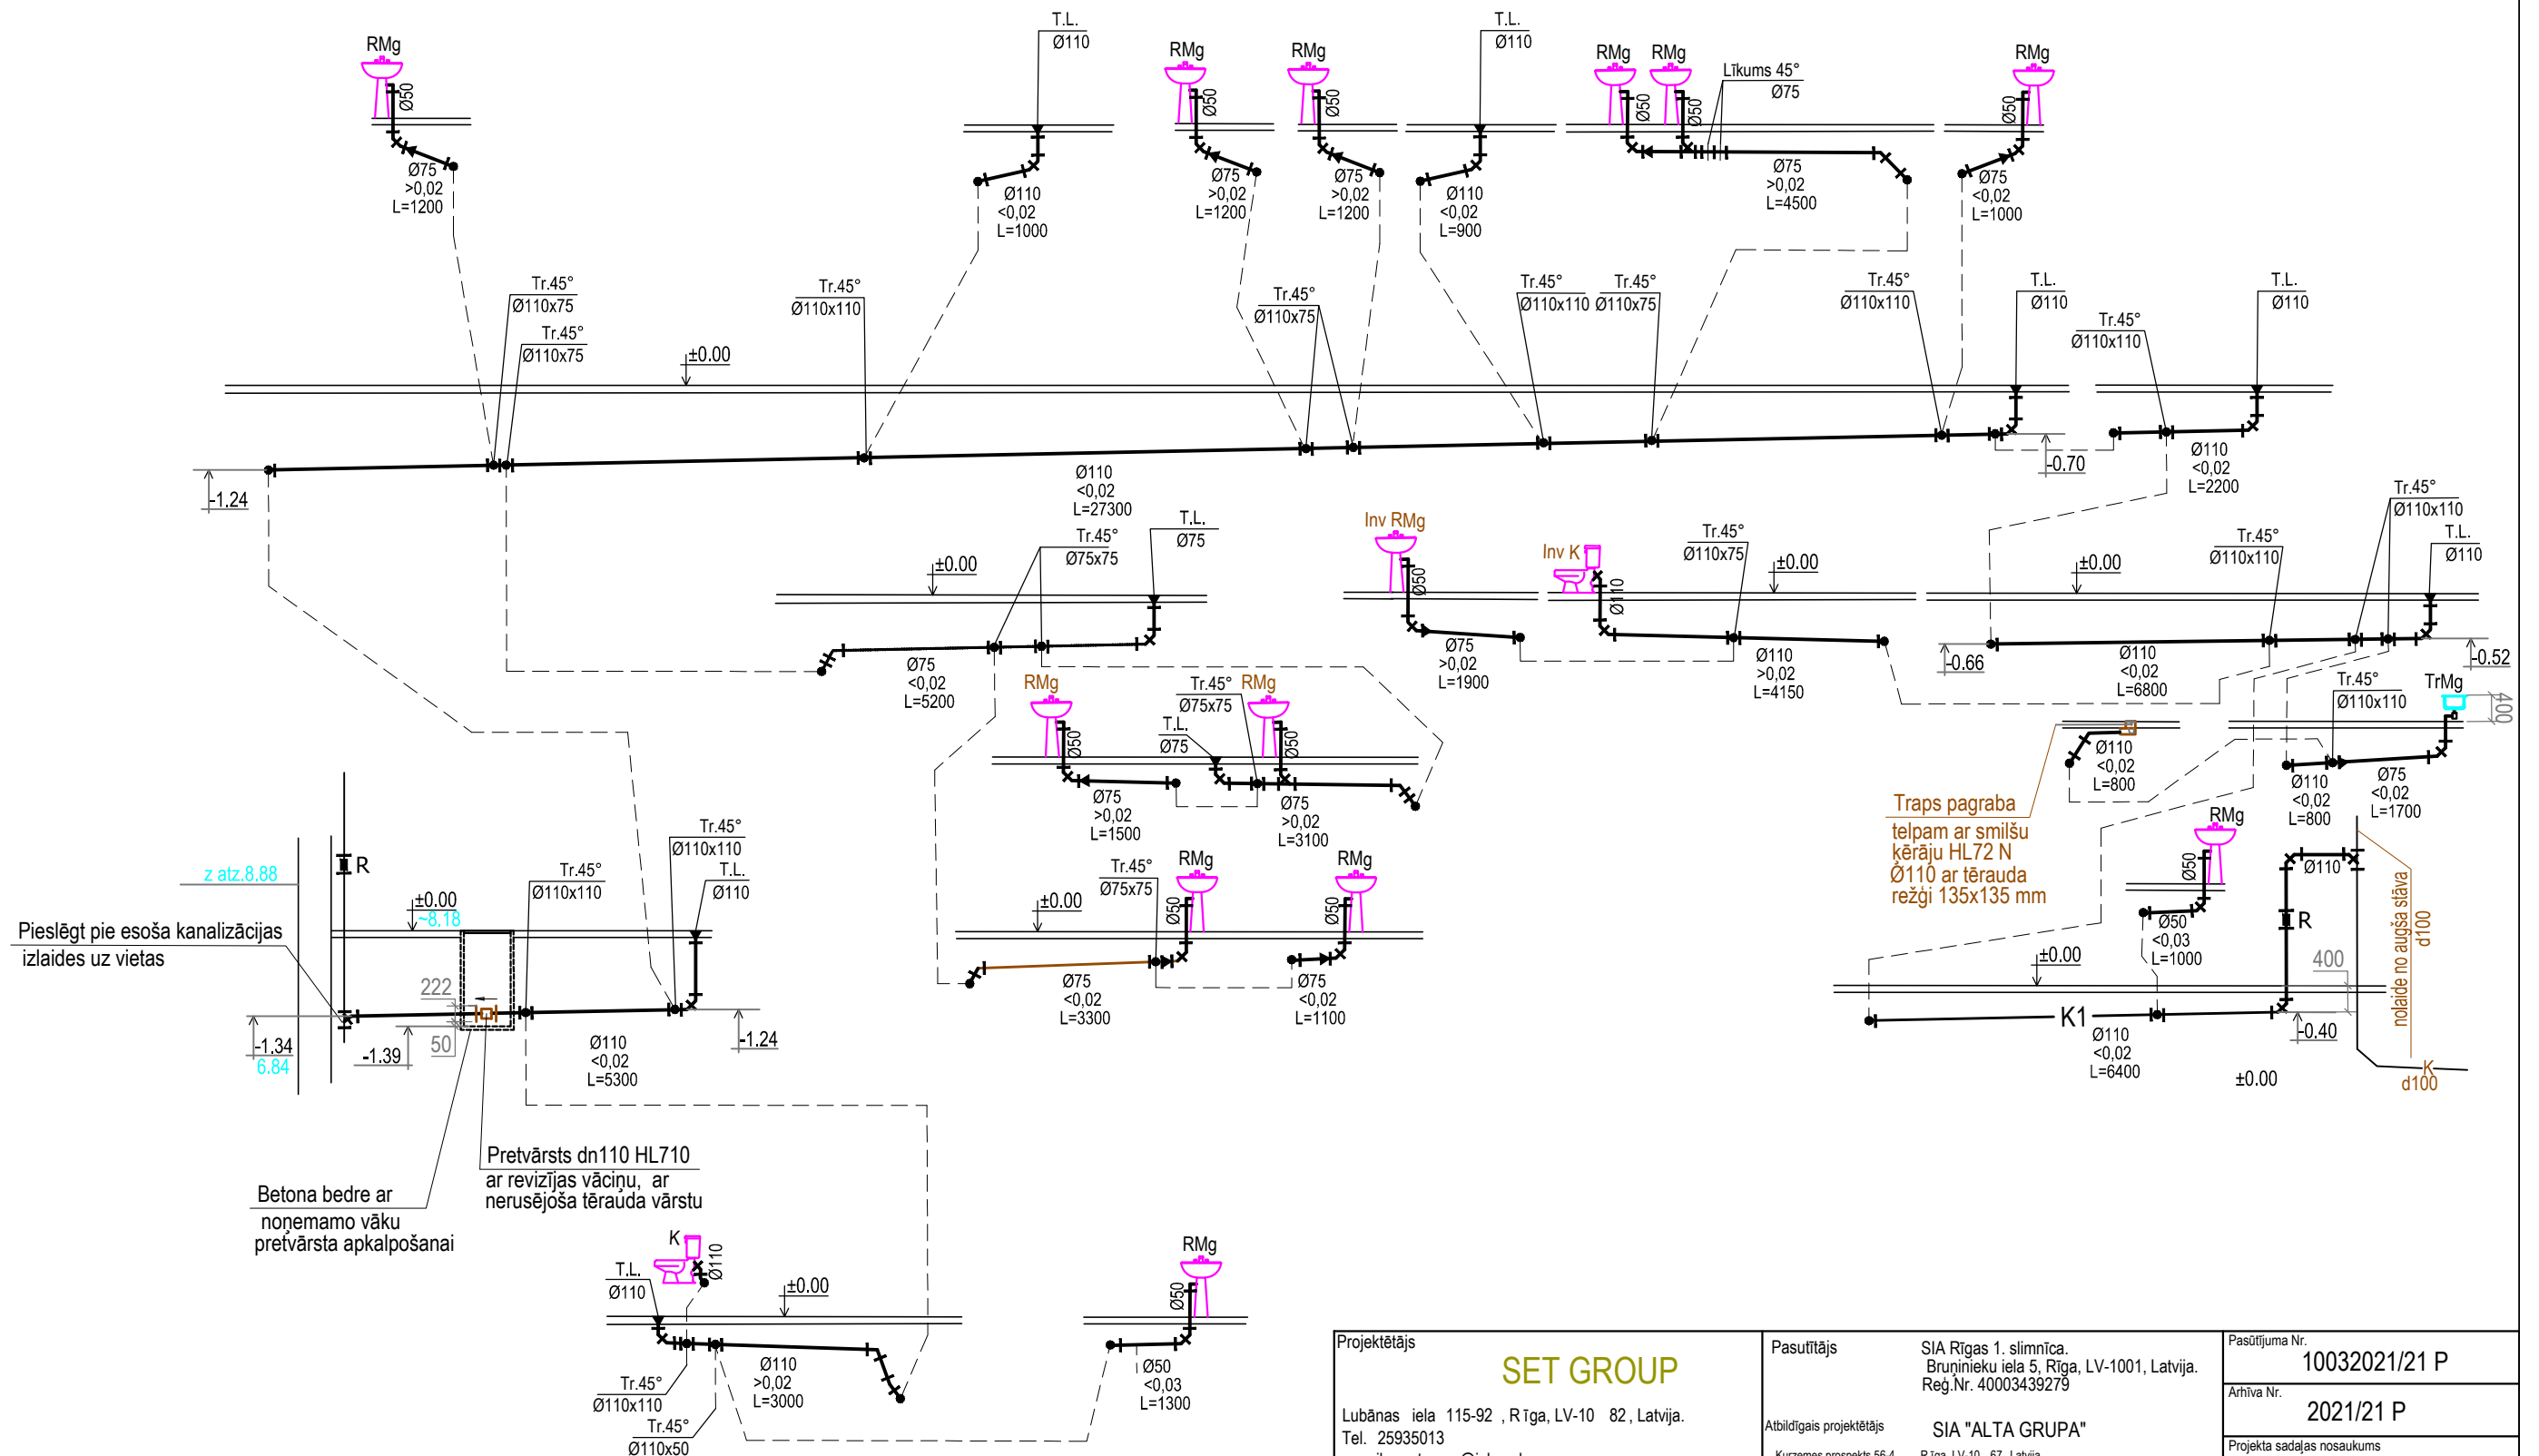 RMg
Ø50
Ø75
>0,02
L=1200
T.L.
Ø110
Ø110
<0,02
L=1000
RMg
Ø50
Ø75
>0,02
L=1200
RMg
Ø50
Ø75
>0,02
L=1200
T.L.
Ø110
Ø110
<0,02
L=900
RMg
RMg
Ø50
Ø50
Līkums 45°
Ø75
Ø75
>0,02
L=4500
RMg
Ø50
Ø75
<0,02
L=1000
Tr.45°
Ø110x75
Tr.45°
Ø110x75
±0.00
Tr.45°
Ø110x110
Tr.45°
Ø110x75
Tr.45°
Ø110x110
Tr.45°
Ø110x75
Tr.45°
Ø110x110
T.L.
Ø110
Tr.45°
Ø110x110
T.L.
Ø110
-1.24
Ø110
<0,02
L=27300
-0.70
Ø110
<0,02
L=2200
±0.00
Tr.45°
Ø75x75
T.L.
Ø75
Ø75
<0,02
L=5200
Inv RMg
Ø50
Ø75
>0,02
L=1900
Inv K
Ø110
Tr.45°
Ø110x75
±0.00
Ø110
>0,02
L=4150
±0.00
Tr.45°
Ø110x110
Tr.45°
Ø110x110
T.L.
Ø110
-0.66
Ø110
<0,02
L=6800
-0.52
RMg
Ø50
Ø75
>0,02
L=1500
T.L.
Ø75
Tr.45°
Ø75x75
RMg
Ø50
Ø75
>0,02
L=3100
Traps pagraba
telpam ar smilšu
ķērāju HL72 N
Ø110 ar tērauda
režģi 135x135 mm
Ø110
<0,02
L=800
Tr.45°
Ø110x110
TrMg
400
Ø110
<0,02
L=800
Ø75
<0,02
L=1700
z atz.8.88
R
±0.00
~8,18
Tr.45°
Ø110x110
Tr.45°
Ø110x110
T.L.
Ø110
Pieslēgt pie esoša kanalizācijas
izlaides uz vietas
222
50
-1.34
6.84
-1.39
Ø110
<0,02
L=5300
-1.24
±0.00
Tr.45°
Ø75x75
RMg
Ø50
RMg
Ø50
Ø75
<0,02
L=3300
Ø75
<0,02
L=1100
RMg
Ø50
Ø50
<0,03
L=1000
Ø110
R
400
±0.00
K1
Ø110
<0,02
L=6400
-0.40
±0.00
nolaide no augša stāva
d100
K
d100
Pretvārsts dn110 HL710
ar revizījas vāciņu, ar
nerusējoša tērauda vārstu
Betona bedre ar
noņemamo vāku
pretvārsta apkalpošanai
K
Ø110
T.L.
Ø110
±0.00
Tr.45°
Ø110x110
Tr.45°
Ø110x50
Ø110
>0,02
L=3000
RMg
Ø50
Ø50
<0,03
L=1300
Projektētājs
SET GROUP
Lubānas iela 115-92 , Rīga, LV-10 82 , Latvija.
Tel. 25935013
Pasutītājs
SIA Rīgas 1. slimnīca.
Bruņinieku iela 5, Rīga, LV-1001, Latvija.
Reģ.Nr. 40003439279
Atbildīgais projektētājs
SIA "ALTA GRUPA"
Pasūtījuma Nr.
10032021/21 P
Arhīva Nr.
2021/21 P
Projekta sadaļas nosaukums